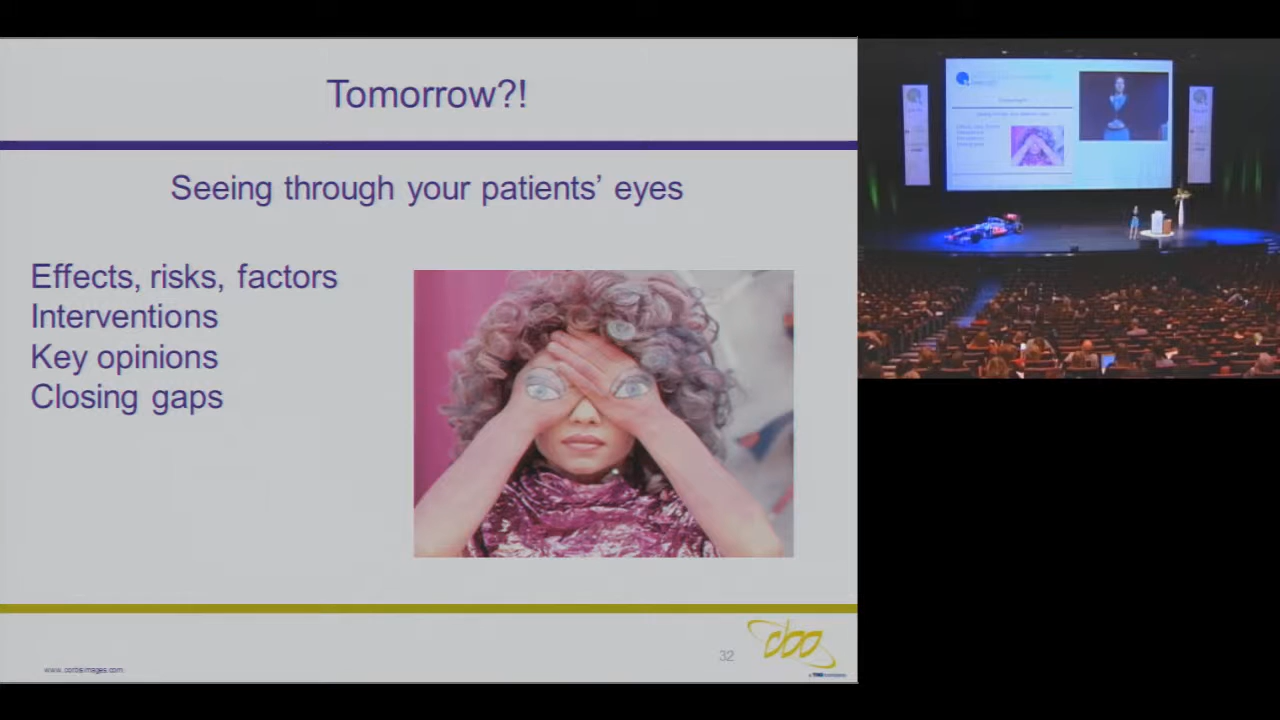 Tomorrow?!
Seeing through your patients’ eyes
Effects, risks, factors
Interventions
Key opinions
Closing gaps
www.corbisimages.com
32
cbo